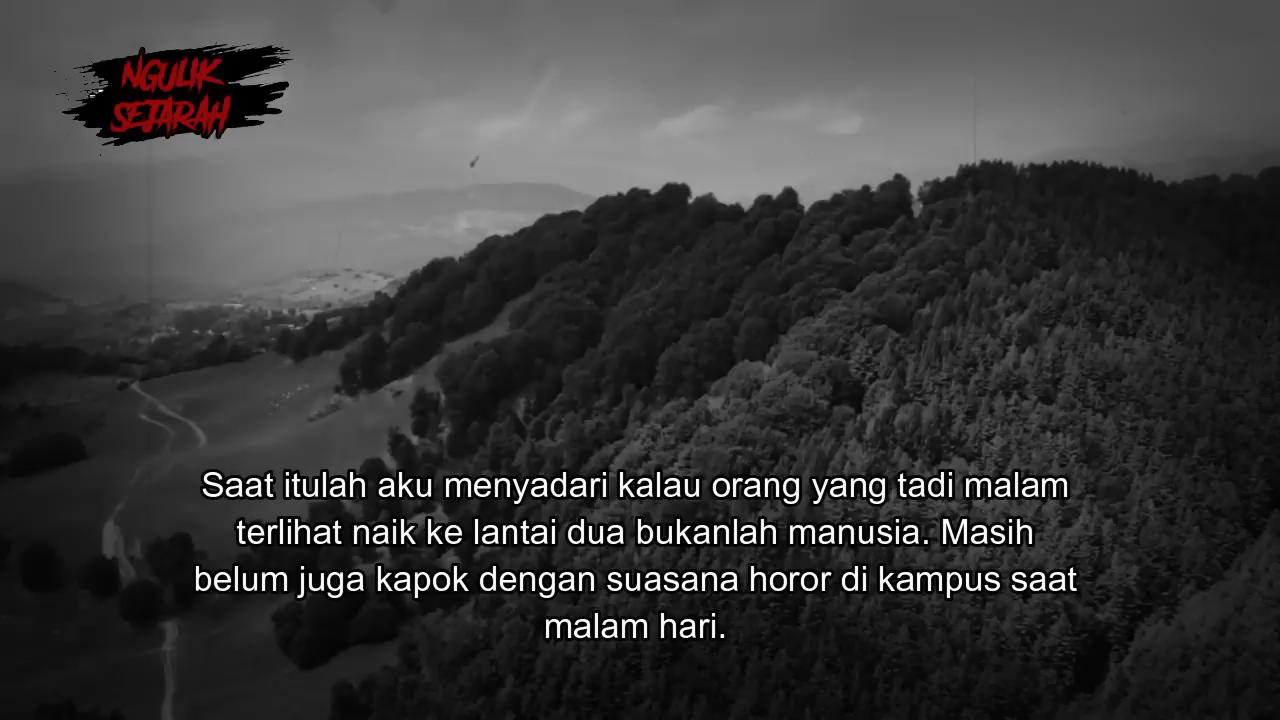 NGULIK
SEJARAH
Saat itulah aku menyadari kalau orang yang tadi malam
terlihat naik ke lantai dua bukanlah manusia. Masih
belum juga kapok dengan suasana horor di kampus saat
malam hari.